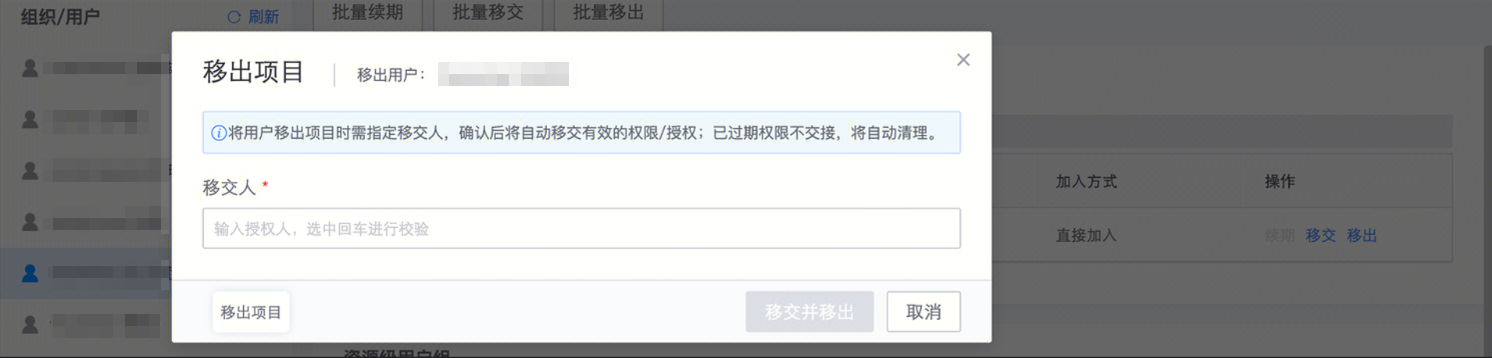 组织/用户
刷新
批量续期
批量移交
批量移出
移出项目
移出用户：
将用户移出项目时需指定移交人，确认后将自动移交有效的权限/授权；已过期权限不交接，将自动清理。
移交人 *
输入授权人，选中回车进行校验
加入方式
操作
直接加入
续期
移交
移出
移出项目
移交并移出
取消
资源级用户组